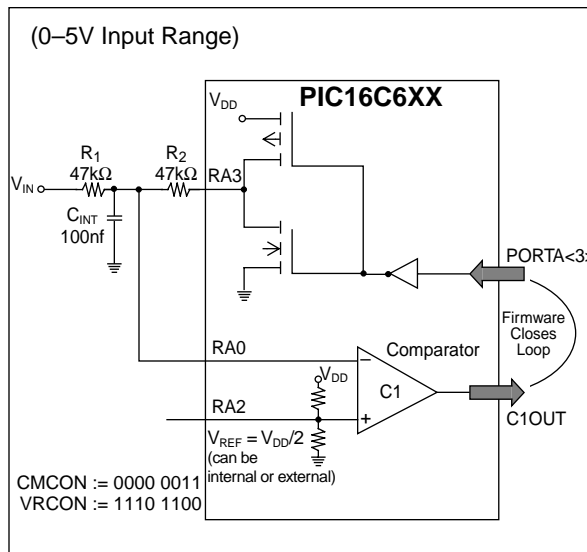 (0–5V Input Range)
PIC16C6XX
VDD
R1
47kΩ
R2
47kΩ
RA3
VIN
CINT
100nf
PORTA<3:
Firmware
Closes
Loop
RA0
Comparator
VDD
C1
−
+
RA2
C1OUT
VREF = VDD/2
(can be
internal or external)
CMCON := 0000 0011
VRCON := 1110 1100